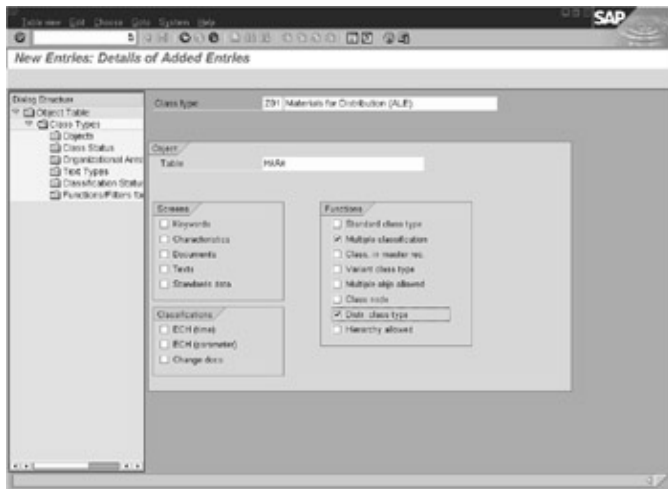 Table view Edit Choose Goto System Help
SAP
New Entries: Details of Added Entries
Dialog Structure
Object Table
Class Types
Objects
Class Status
Organizational Area
Text Types
Classification Status
Functions/Filters for
Class type
Z01 Materials for Distribution (ALE)
Object
Table
MARA
Screens
Keywords
Characteristics
Documents
Texts
Standards data
Classifications
ECH (time)
ECH (parameter)
Change docs
Functions
Standard class type
Multiple classification
Class. in master rec.
Variant class type
Multiple objs allowed
Class node
Distr. class type
Hierarchy allowed